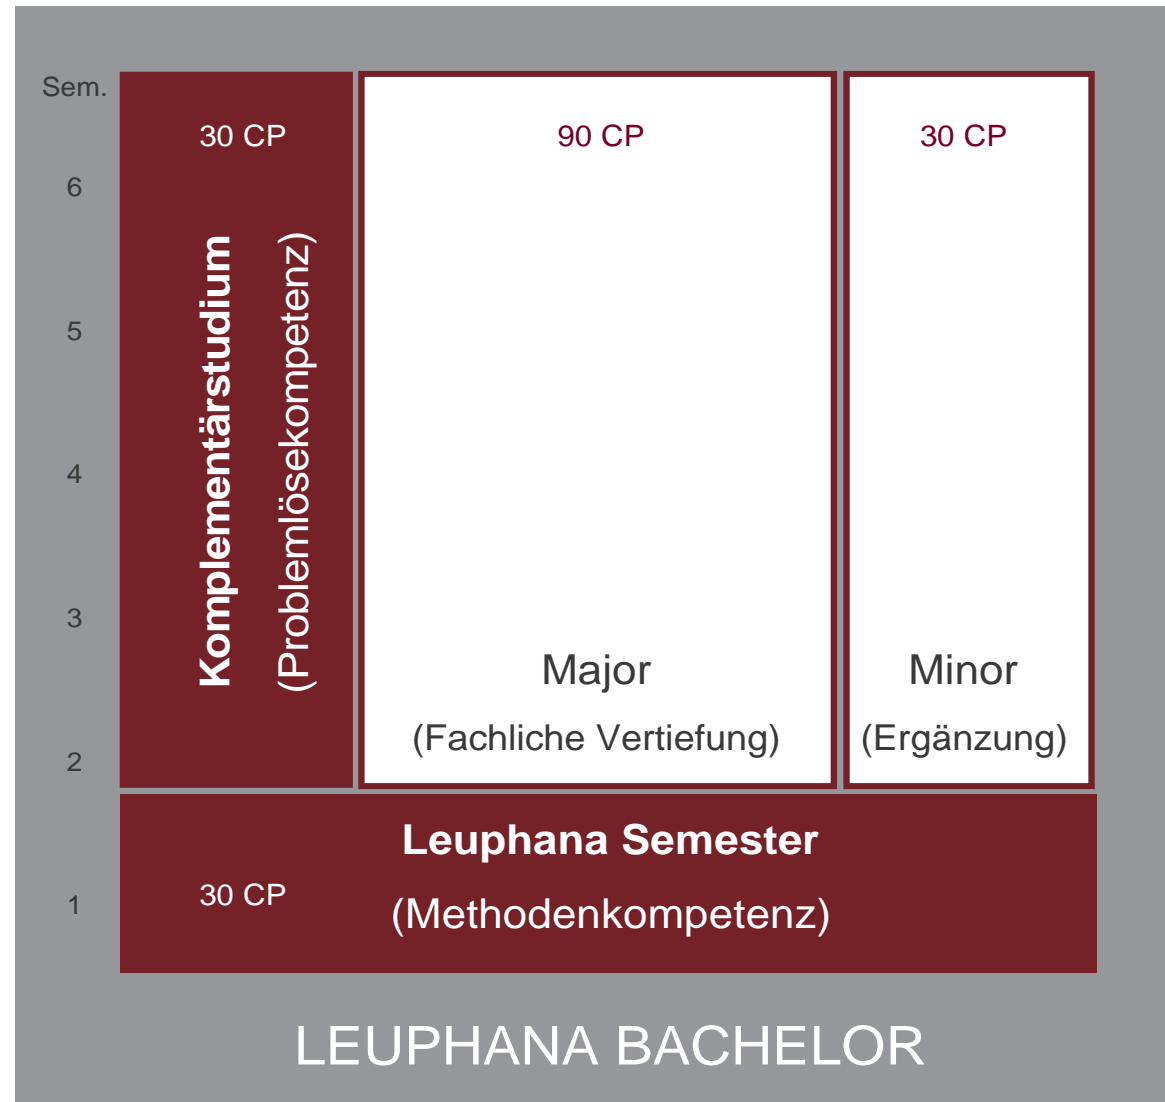 Sem.
30 CP
90 CP
30 CP
6
5
4
3
2
1
Komplementärstudium
(Problemlösekompetenz)
Major
(Fachliche Vertiefung)
Minor
(Ergänzung)
Leuphana Semester
30 CP
(Methodenkompetenz)
LEUPHANA BACHELOR